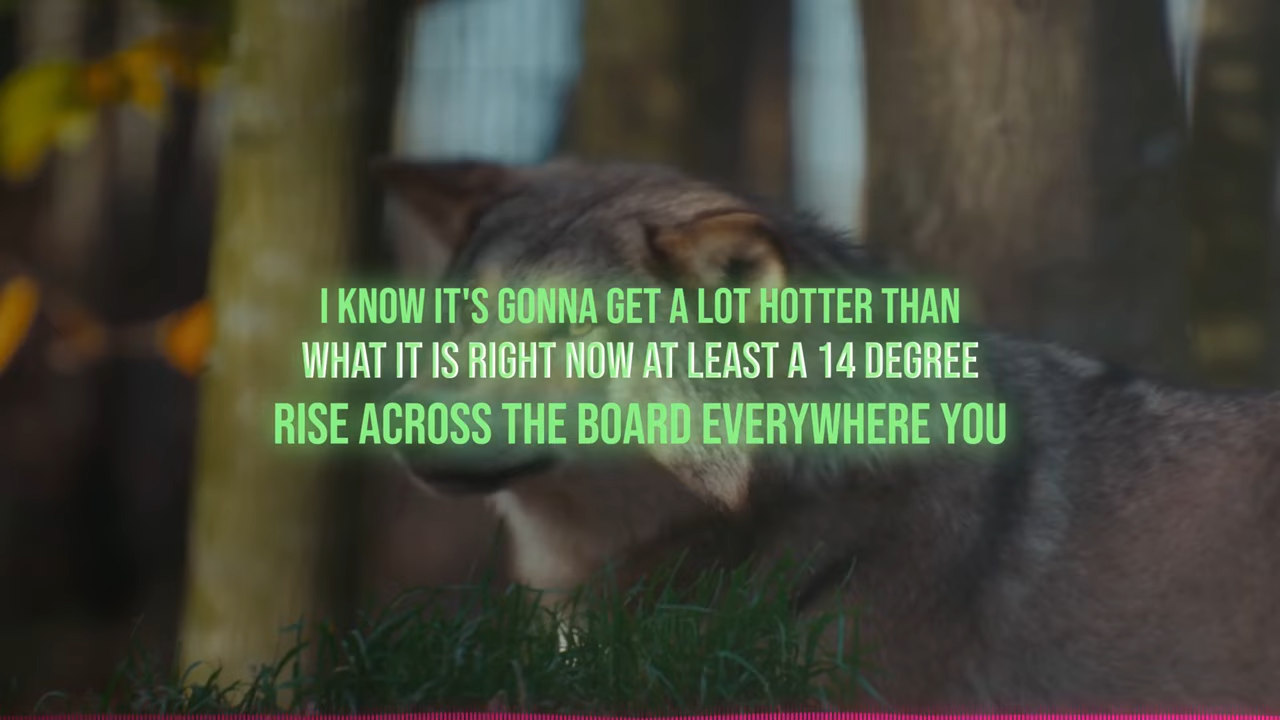 I KNOW IT'S GONNA GET A LOT HOTTER THAN
WHAT IT IS RIGHT NOW AT LEAST A 14 DEGREE
RISE ACROSS THE BOARD EVERYWHERE YOU